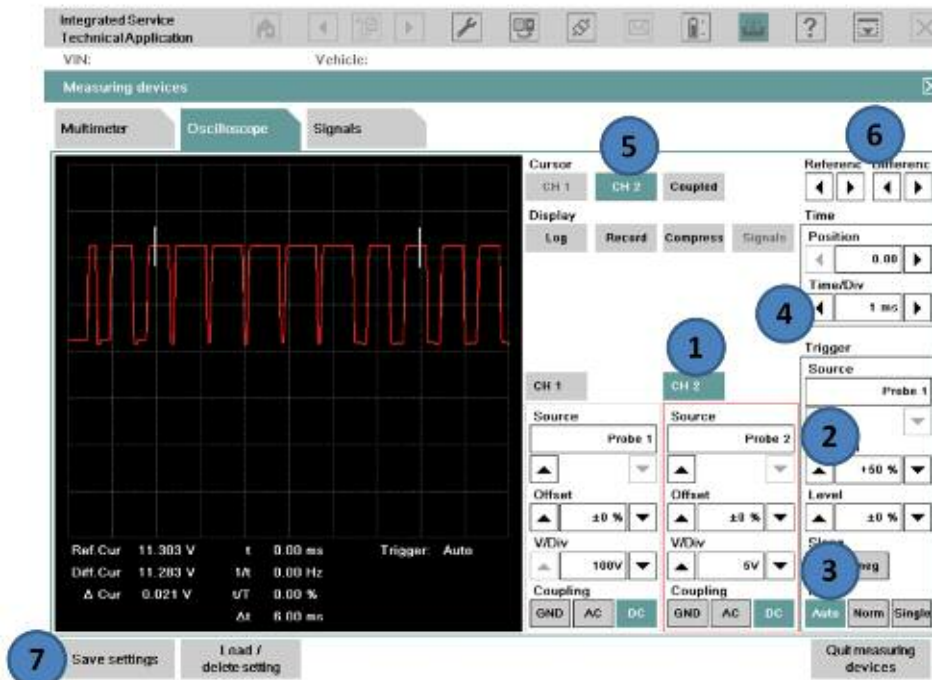 Integrated Service
Technical Application
?
VIN: Vehicle:
Measuring devices
Multimeter Oscilloscope Signals
5
6
Cursor
CH 1 CH 2 Coupled
Referenc Differenc
Display
Log Record Compress Signals
Time
Position
0.00
Time/Div
4
1 ms
1
Trigger
Source
Probe 1
CH 1 CH 2
Source Source
Probe 1 Probe 2
2
+50 %
Offset Offset Level
±0 % ±0 % ±0 %
V/Div V/Div
100V 5V
3
neg
Coupling Coupling
GND AC DC GND AC DC Auto Norm Single
Ref.Cur 11.303 V t 0.00 ms Trigger: Auto
Diff.Cur 11.283 V 1/t 0.00 Hz
Δ Cur 0.021 V t/T 0.00 %
Δt 6.00 ms
7
Save settings
Load /
delete setting
Quit measuring
devices